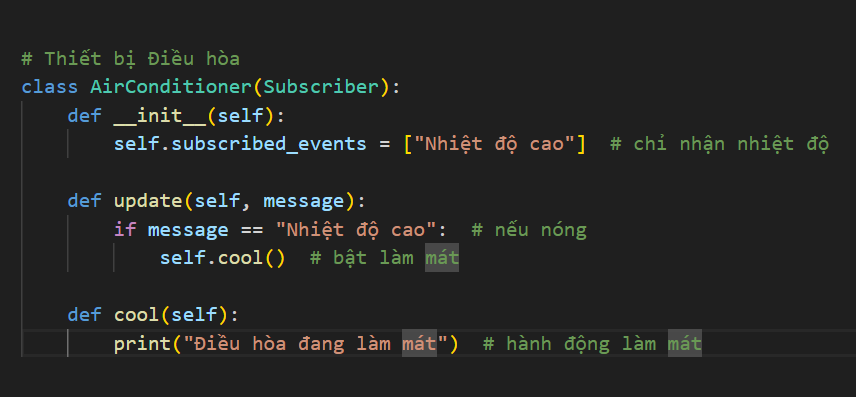 # Thiết bị Điều hòa
class AirConditioner(Subscriber):
    def __init__(self):
        self.subscribed_events = ["Nhiệt độ cao"]  # chỉ nhận nhiệt độ
    def update(self, message):
        if message == "Nhiệt độ cao":  # nếu nóng
            self.cool()  # bật làm mát
    def cool(self):
        print("Điều hòa đang làm mát")  # hành động làm mát